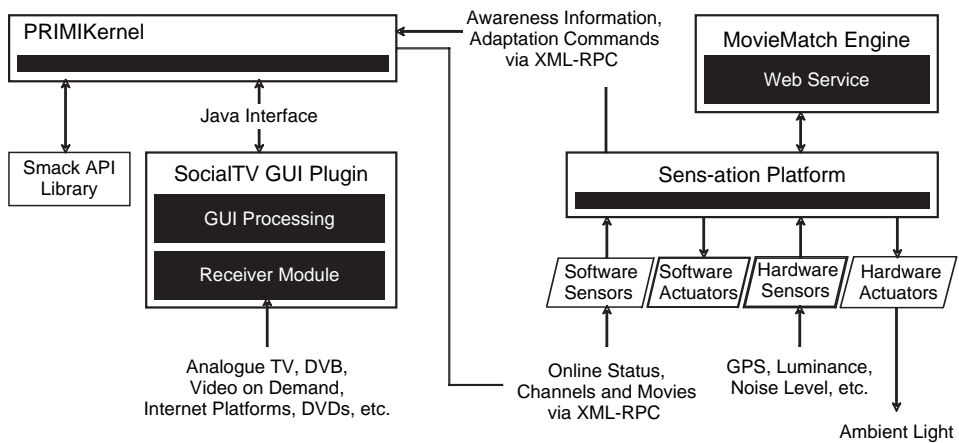 PRIMIKernel
Awareness Information,
Adaptation Commands
via XML-RPC
MovieMatch Engine
Web Service
Java Interface
Smack API
Library
SocialTV GUI Plugin
GUI Processing
Receiver Module
Sens-ation Platform
Software
Sensors
Software
Actuators
Hardware
Sensors
Hardware
Actuators
Analogue TV, DVB,
Video on Demand,
Internet Platforms, DVDs, etc.
Online Status,
Channels and Movies
via XML-RPC
GPS, Luminance,
Noise Level, etc.
Ambient Light